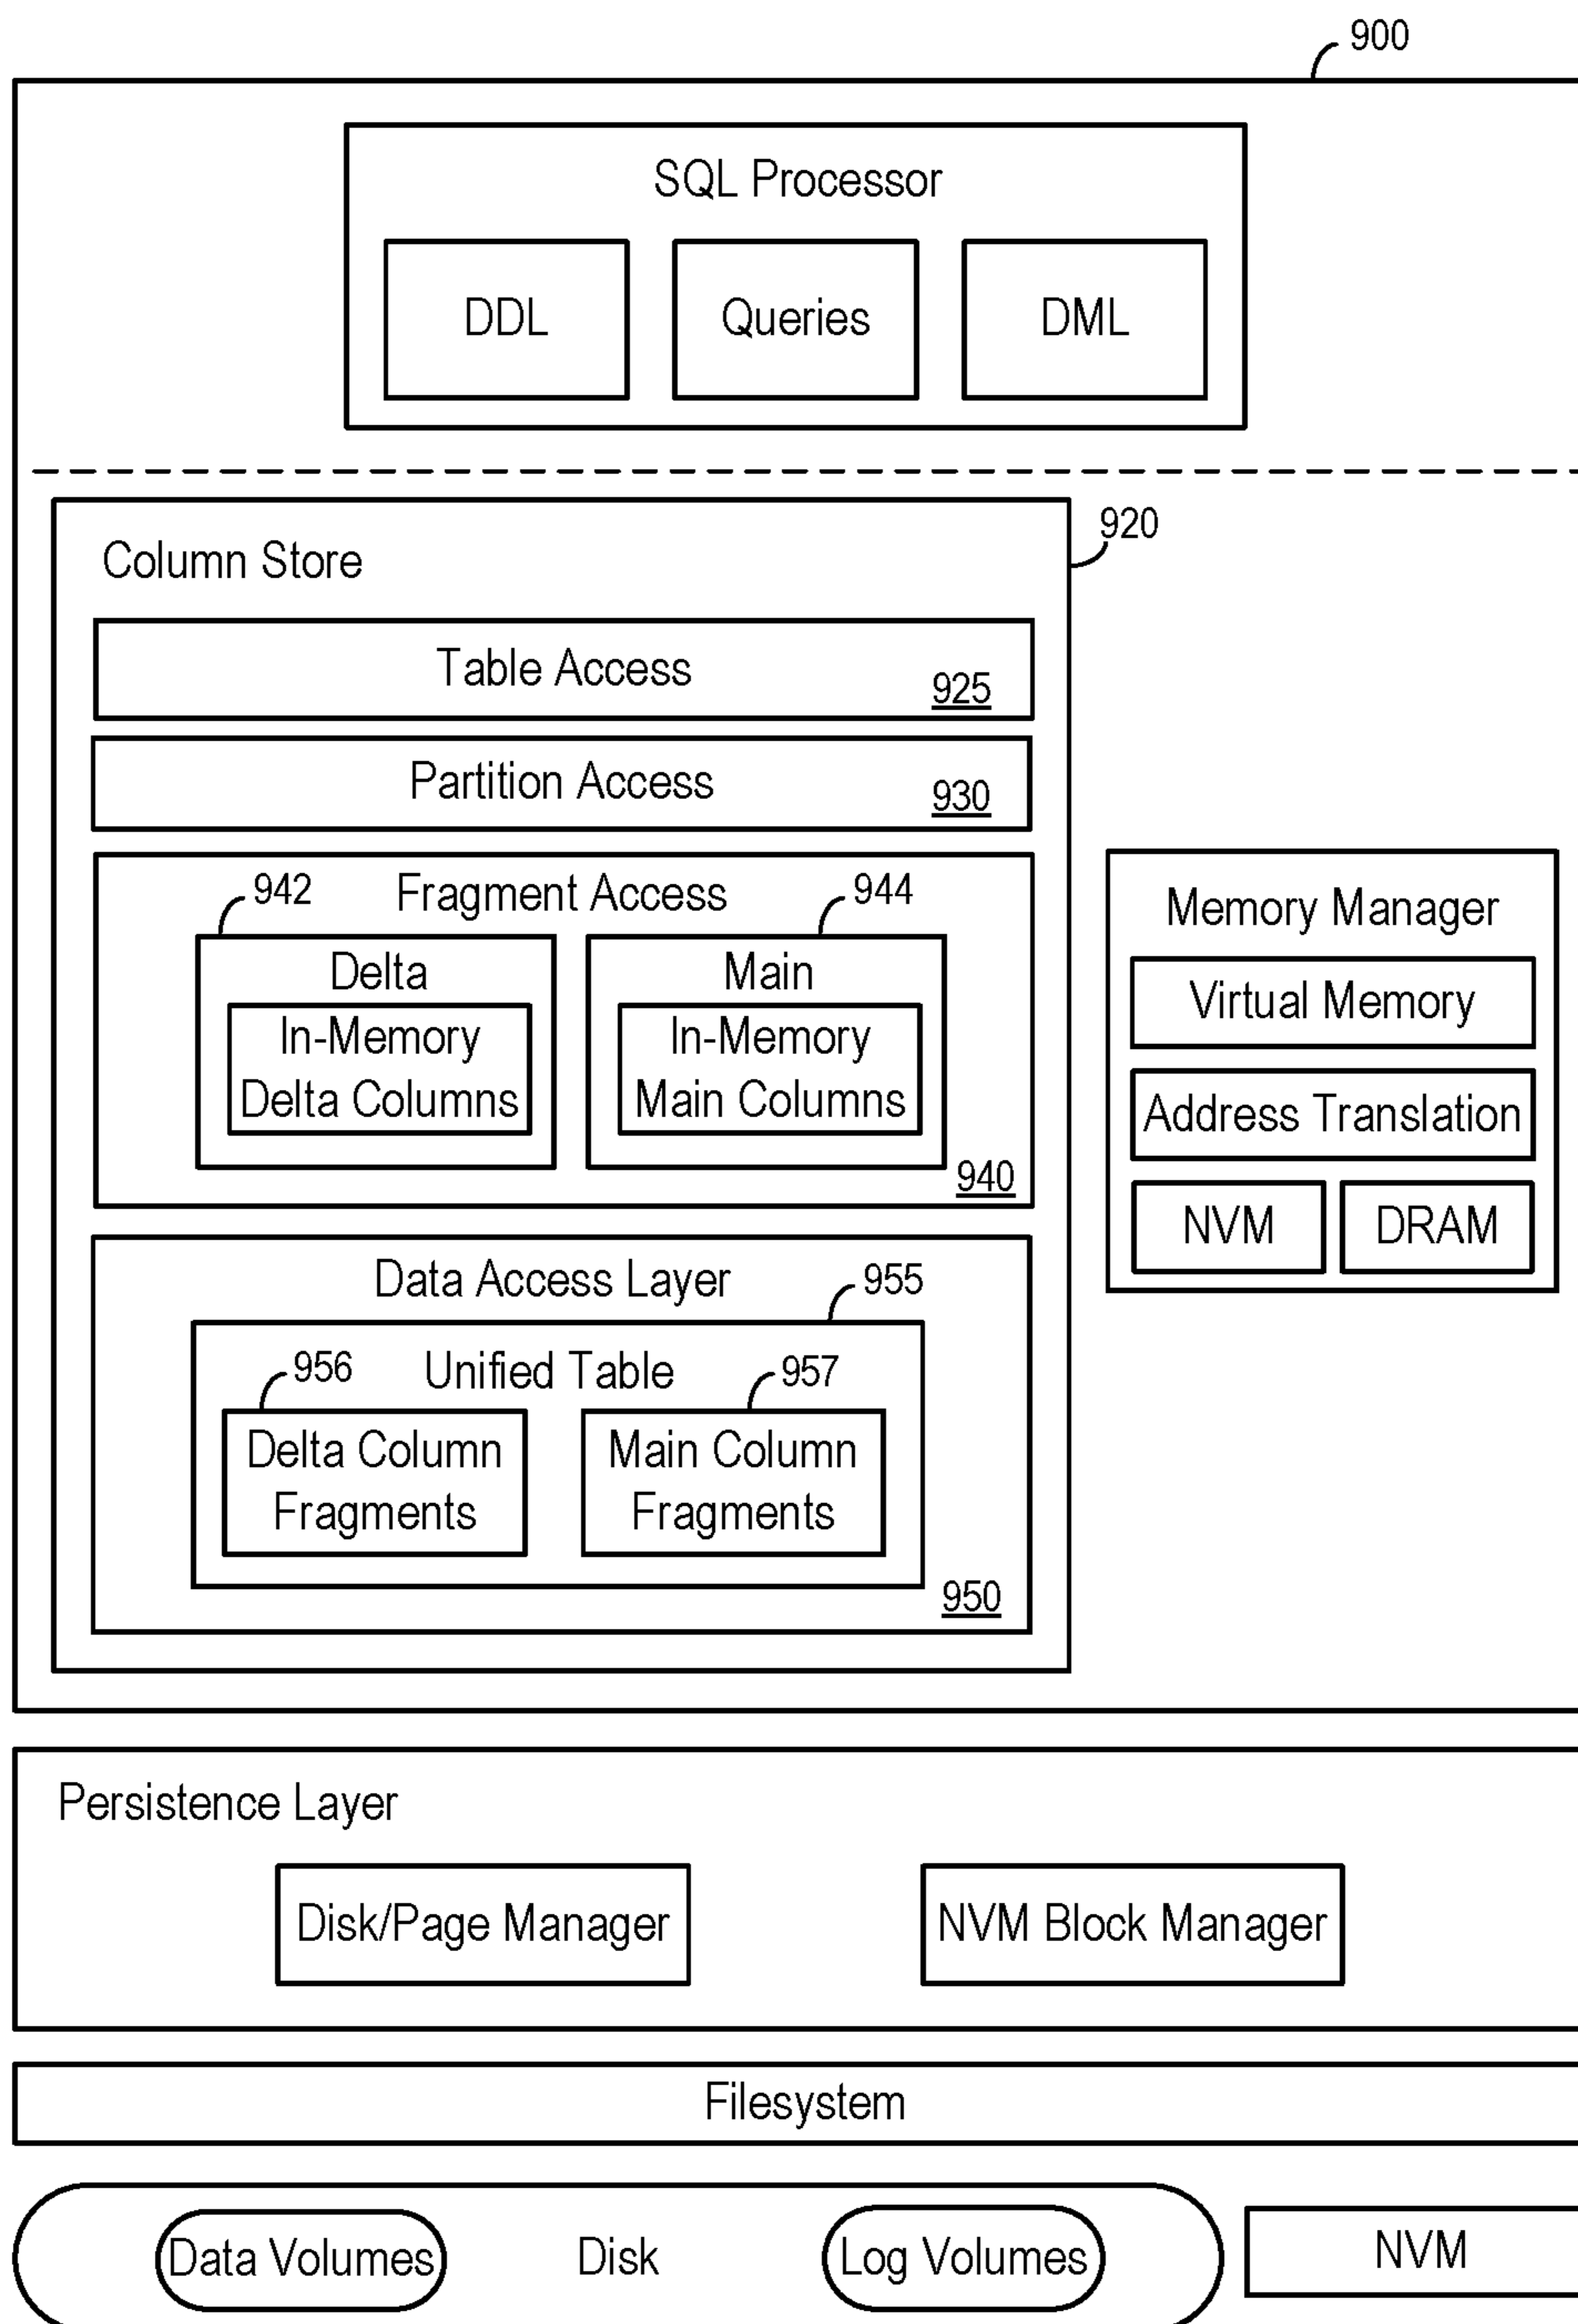 900
SQL Processor
DDL
Queries
DML
920
Column Store
Table Access
925
Partition Access
930
942
Fragment Access
944
Delta
In-Memory
Delta Columns
Main
In-Memory
Main Columns
940
Memory Manager
Virtual Memory
Address Translation
NVM
DRAM
Data Access Layer
955
956
Unified Table
957
Delta Column
Fragments
Main Column
Fragments
950
Persistence Layer
Disk/Page Manager
NVM Block Manager
Filesystem
Data Volumes
Disk
Log Volumes
NVM